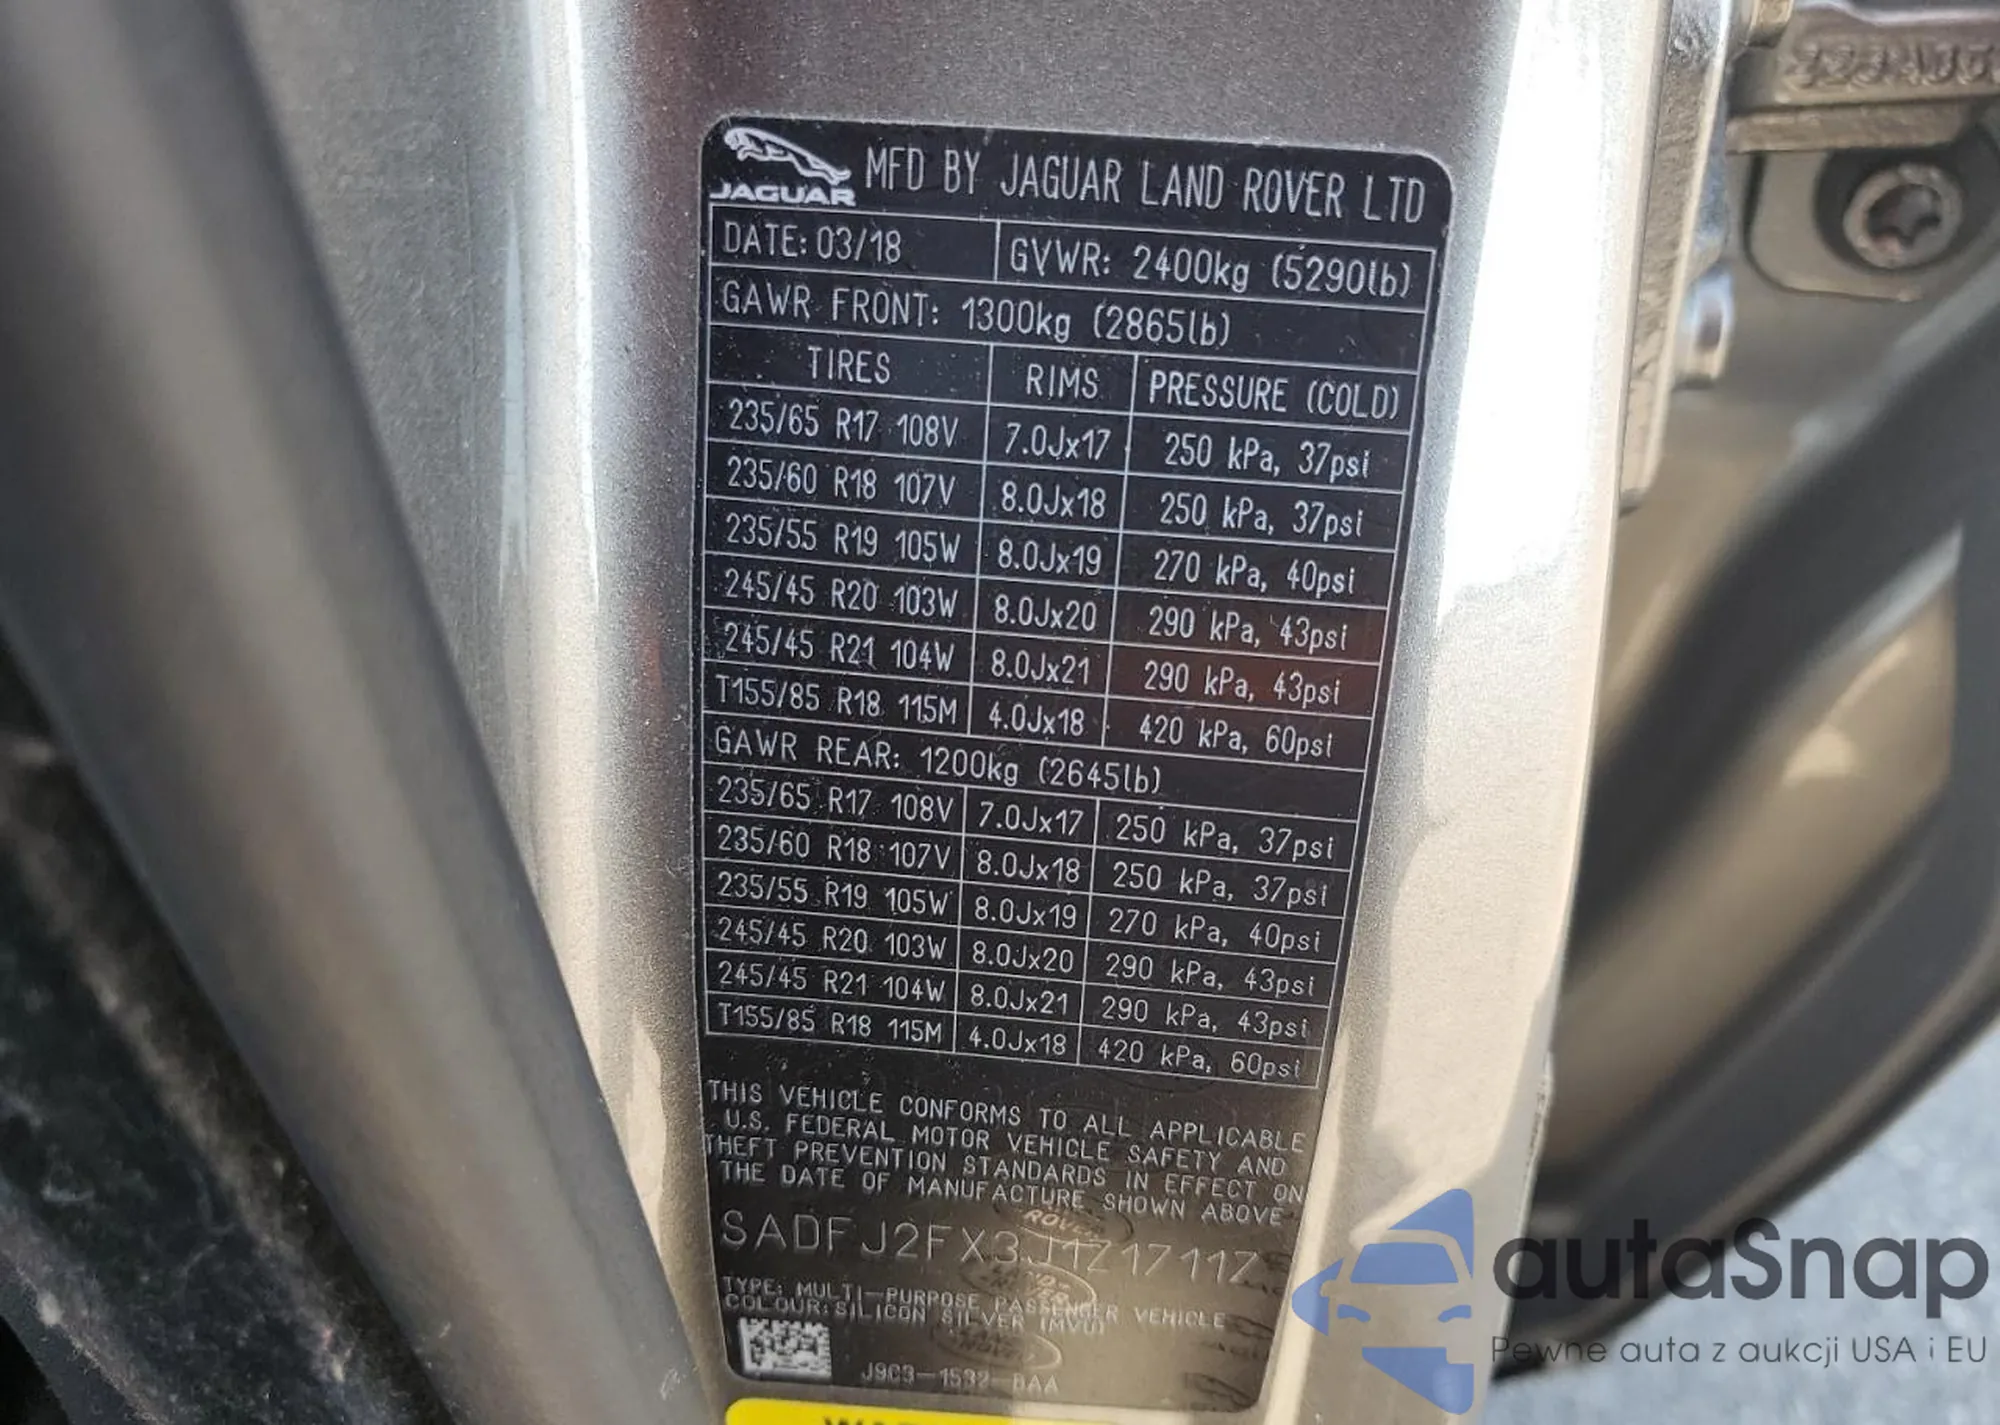 JAGUAR MFD BY JAGUAR LAND ROVER LTD
DATE: 03/18 GVWR: 2400kg (5290lb)
GAWR FRONT: 1300kg (2865lb)
TIRES RIMS PRESSURE (COLD)
235/65 R17 108V 7.0Jx17 250 kPa, 37psi
235/60 R18 107V 8.0Jx18 250 kPa, 37psi
235/55 R19 105W 8.0Jx19 270 kPa, 40psi
245/45 R20 103W 8.0Jx20 290 kPa, 43psi
245/45 R21 104W 8.0Jx21 290 kPa, 43psi
T155/85 R18 115M 4.0Jx18 420 kPa, 60psi
GAWR REAR: 1200kg (2645lb)
235/65 R17 108V 7.0Jx17 250 kPa, 37psi
235/60 R18 107V 8.0Jx18 250 kPa, 37psi
235/55 R19 105W 8.0Jx19 270 kPa, 40psi
245/45 R20 103W 8.0Jx20 290 kPa, 43psi
245/45 R21 104W 8.0Jx21 290 kPa, 43psi
T155/85 R18 115M 4.0Jx18 420 kPa, 60psi
THIS VEHICLE CONFORMS TO ALL APPLICABLE
U.S. FEDERAL MOTOR VEHICLE SAFETY AND
THEFT PREVENTION STANDARDS IN EFFECT ON
THE DATE OF MANUFACTURE SHOWN ABOVE
SADFJ2FX3J1Z1711Z
TYPE: MULTI-PURPOSE PASSENGER VEHICLE
COLOUR: SILICON SILVER (MVU)
J9C3-1532-BAA
autaSnap
Pewne auta z aukcji USA i EU